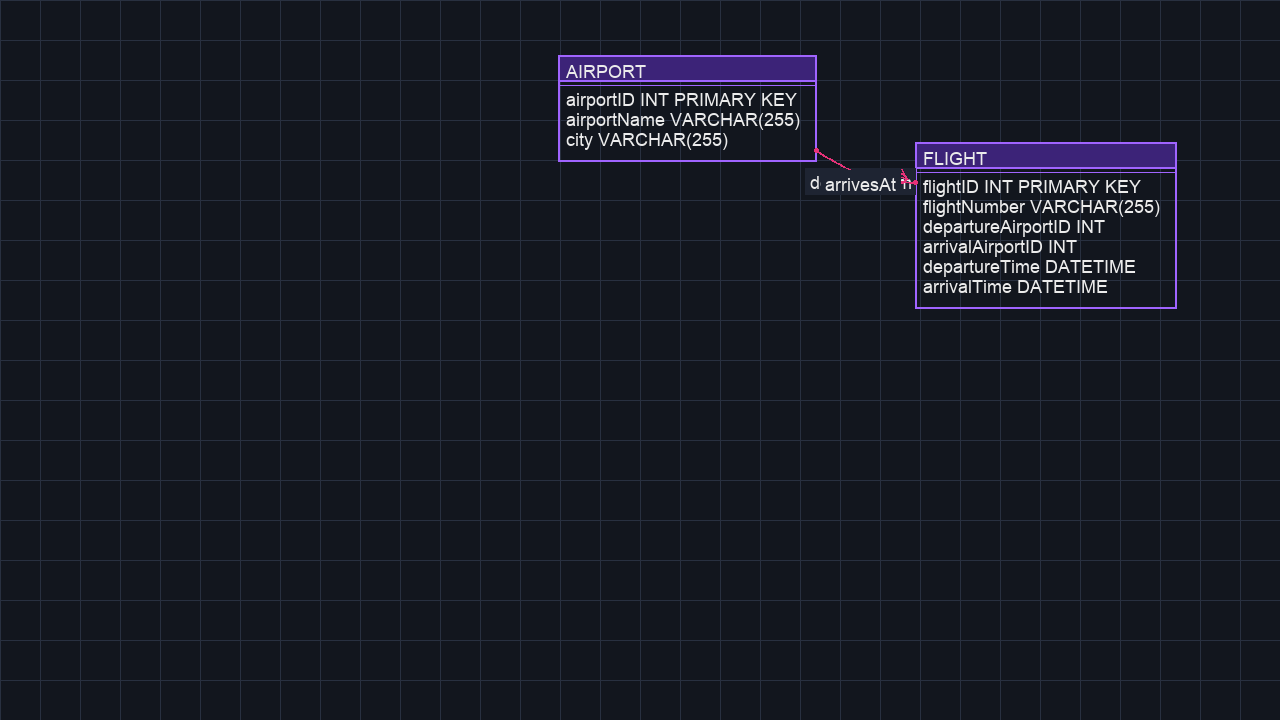 AIRPORT
airportID INT PRIMARY KEY
airportName VARCHAR(255)
city VARCHAR(255)
arrivesAt
FLIGHT
flightID INT PRIMARY KEY
flightNumber VARCHAR(255)
departureAirportID INT
arrivalAirportID INT
departureTime DATETIME
arrivalTime DATETIME